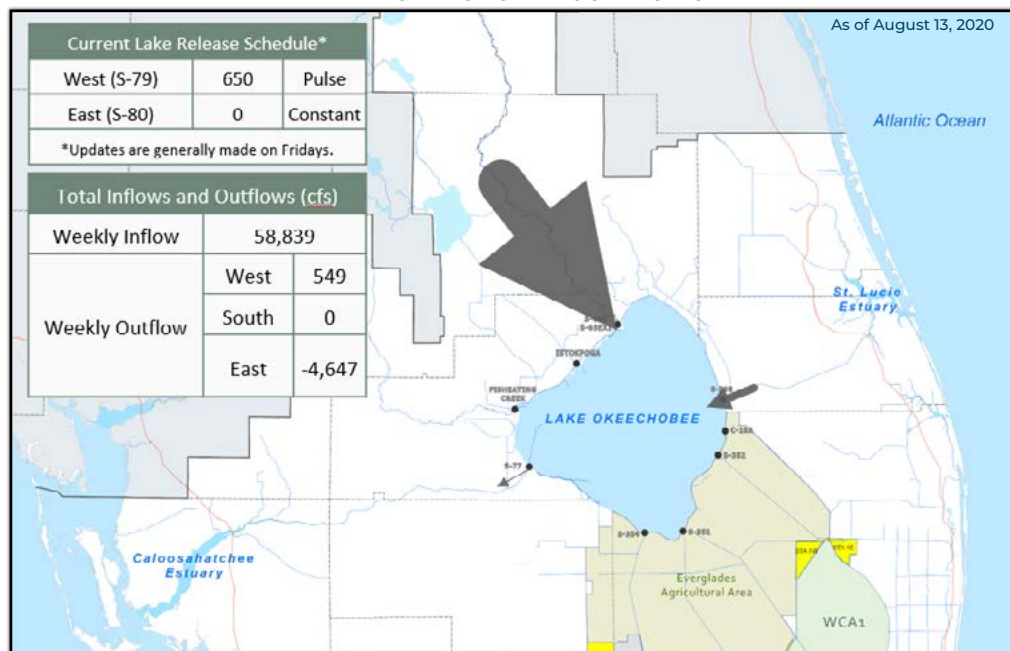 As of August 13, 2020
Current Lake Release Schedule*
West (S-79) 650 Pulse
East (S-80) 0 Constant
*Updates are generally made on Fridays.
Total Inflows and Outflows (cfs)
Weekly Inflow 58,839
Weekly Outflow
West 549
South 0
East -4,647
Atlantic Ocean
St. Lucie
Estuary
ISTOKPOGA
FISHEATING
CREEK
LAKE OKEECHOBEE
C-10A
S-352
S-77
S-354
S-351
Caloosahatchee
Estuary
Everglades
Agricultural Area
WCA1